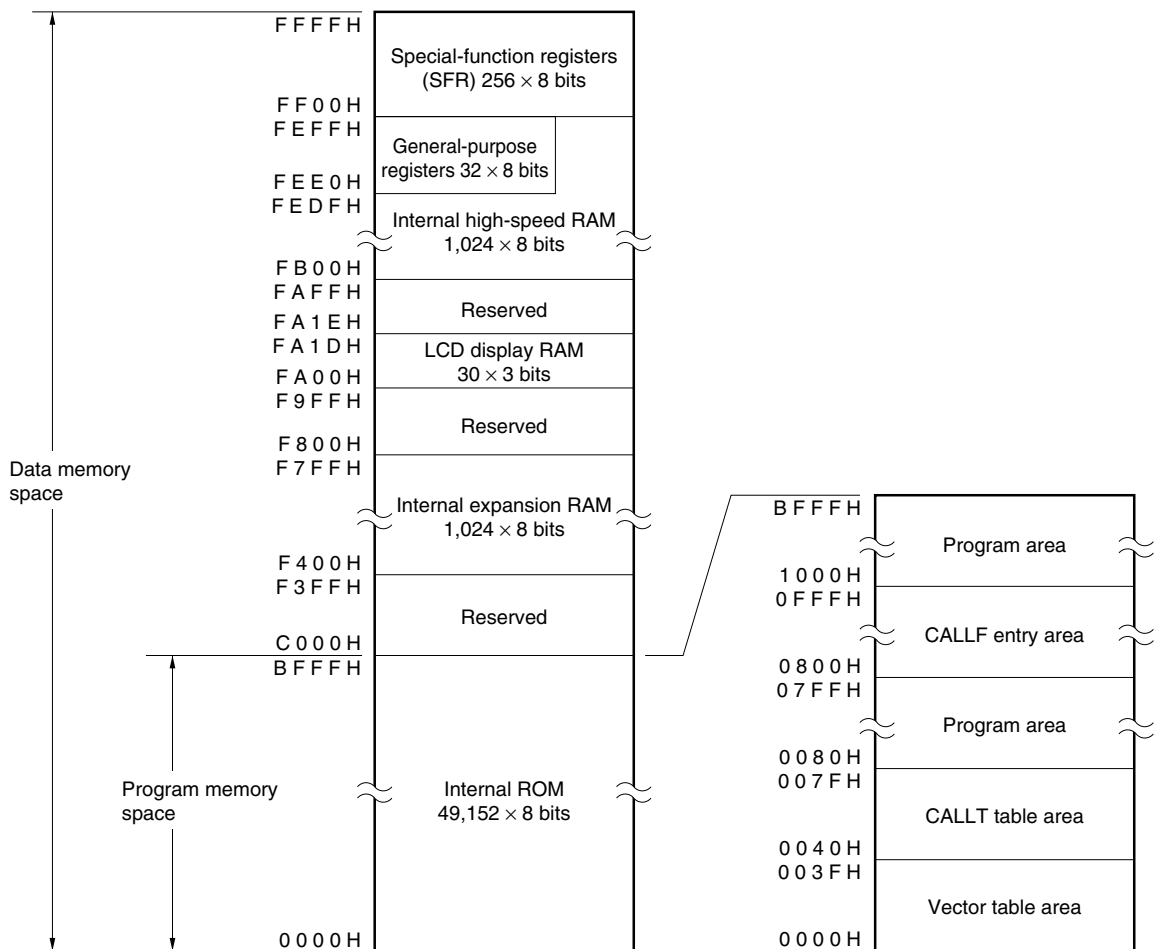 FFFFH
Special-function registers
(SFR) 256 × 8 bits
FF00H
FEFFH
General-purpose
registers 32 × 8 bits
FEE0H
FEDFH
Internal high-speed RAM
1,024 × 8 bits
FB00H
FAFFH
Reserved
FA1EH
FA1DH
LCD display RAM
30 × 3 bits
FA00H
F9FFH
Reserved
F800H
F7FFH
Data memory
space
Internal expansion RAM
1,024 × 8 bits
F400H
F3FFH
Reserved
C000H
BFFFH
Program memory
space
Internal ROM
49,152 × 8 bits
0000H
BFFFH
Program area
1000H
0FFFH
CALLF entry area
0800H
07FFH
Program area
0080H
007FH
CALLT table area
0040H
003FH
Vector table area
0000H